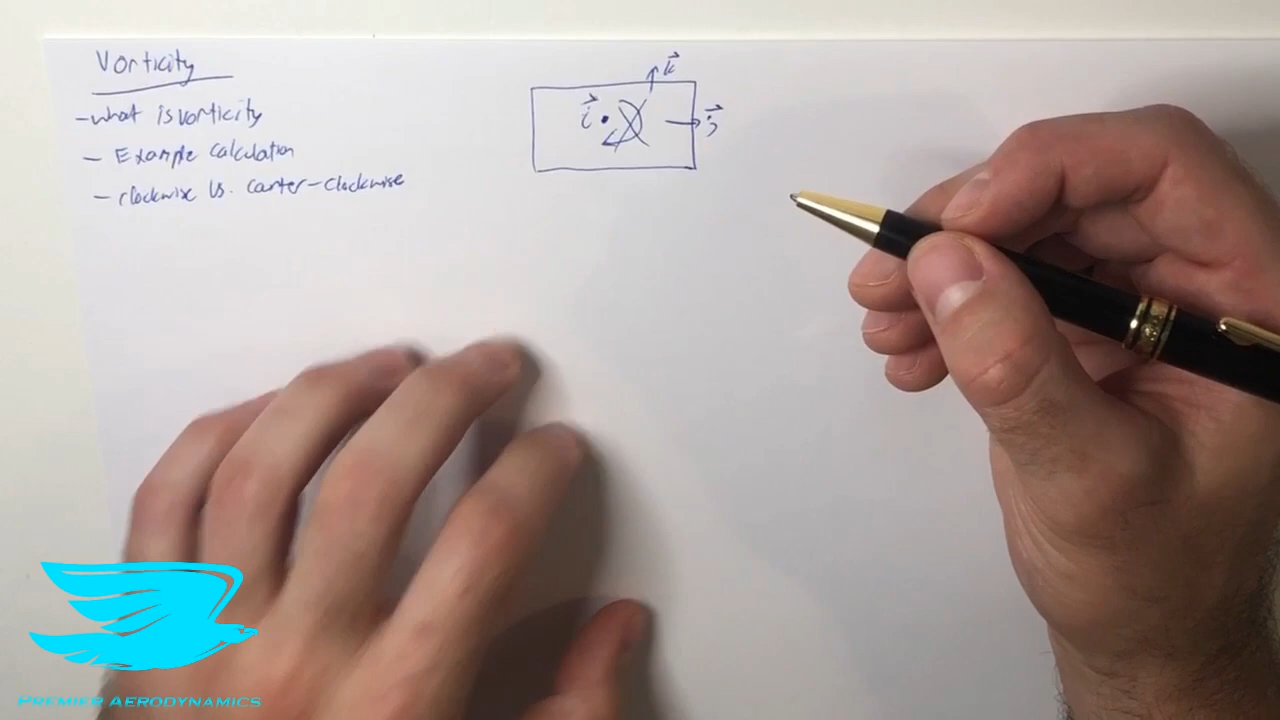 Vorticity
- what is vorticity
- Example calculation
- clockwise vs. counter-clockwise
k
i
j
PREMIER AERODYNAMICS